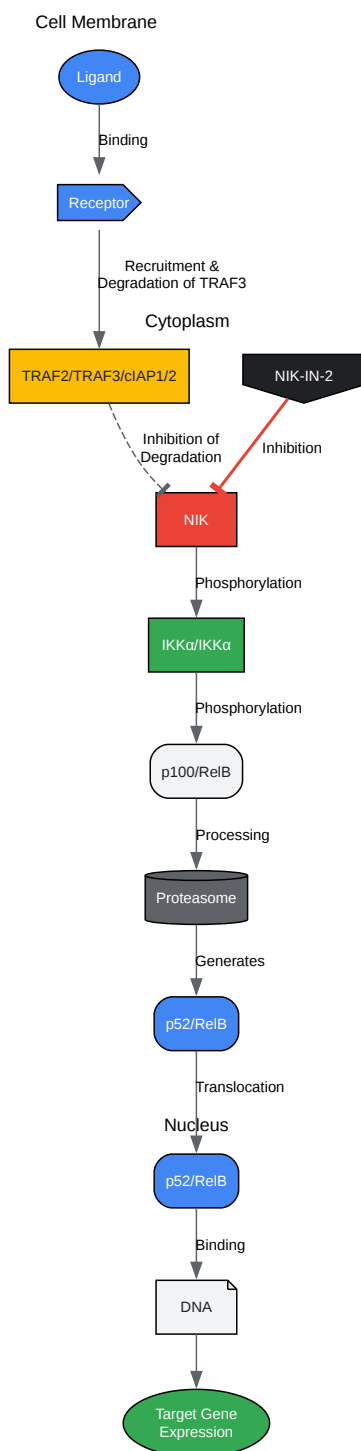 Cell Membrane
Ligand
Binding
Receptor
Recruitment &
Degradation of TRAF3
Cytoplasm
TRAF2/TRAF3/cIAP1/2
NIK-IN-2
Inhibition of
Degradation
Inhibition
NIK
Phosphorylation
IKKα/IKKα
Phosphorylation
p100/RelB
Processing
Proteasome
Generates
p52/RelB
Translocation
Nucleus
p52/RelB
Binding
DNA
Target Gene
Expression